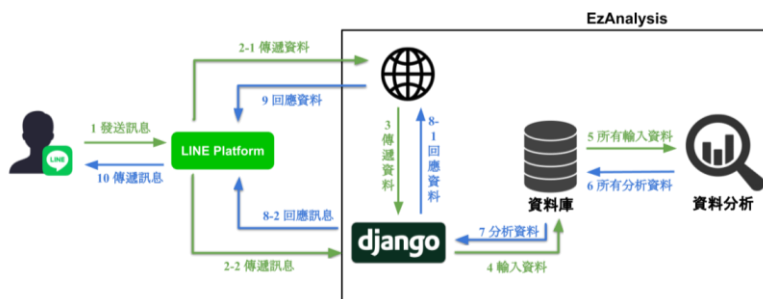 EzAnalysis
2-1 傳遞資料
9 回應資料
1 發送訊息
LINE
LINE Platform
10 傳遞訊息
3 傳遞資料
8-1 回應資料
5 所有輸入資料
6 所有分析資料
資料庫
資料分析
8-2 回應訊息
django
7 分析資料
2-2 傳遞訊息
4 輸入資料